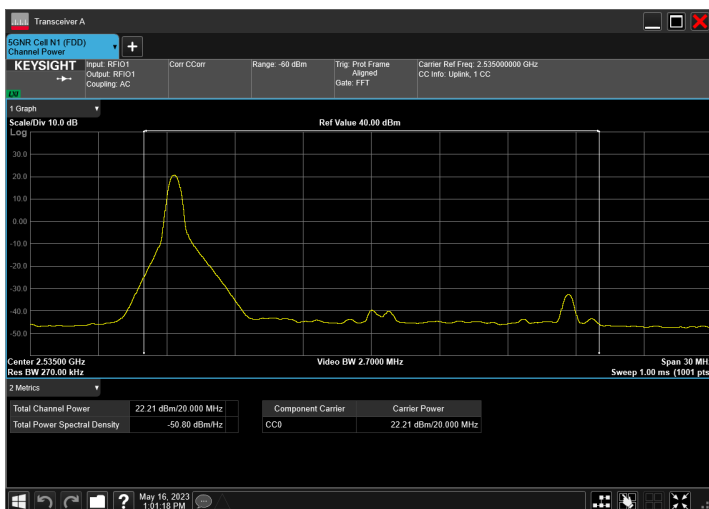 Transceiver A
5GNR Cell N1 (FDD)
Channel Power
KEYSIGHT
Input: RFIO1
Output: RFIO1
Coupling: AC
Corr CCorr
Range: -60 dBm
Trig: Prot Frame
Aligned
Gate: FFT
Carrier Ref Freq: 2.535000000 GHz
CC Info: Uplink, 1 CC
LXI
1 Graph
Scale/Div 10.0 dB
Ref Value 40.00 dBm
Log
30.0
20.0
10.0
0.00
-10.0
-20.0
-30.0
-40.0
-50.0
Center 2.53500 GHz
Video BW 2.7000 MHz
Span 30 MH
Res BW 270.00 kHz
Sweep 1.00 ms (1001 pts
2 Metrics
Total Channel Power 22.21 dBm/20.000 MHz
Total Power Spectral Density -50.80 dBm/Hz
Component Carrier Carrier Power
CC0 22.21 dBm/20.000 MHz
May 16, 2023
1:01:18 PM